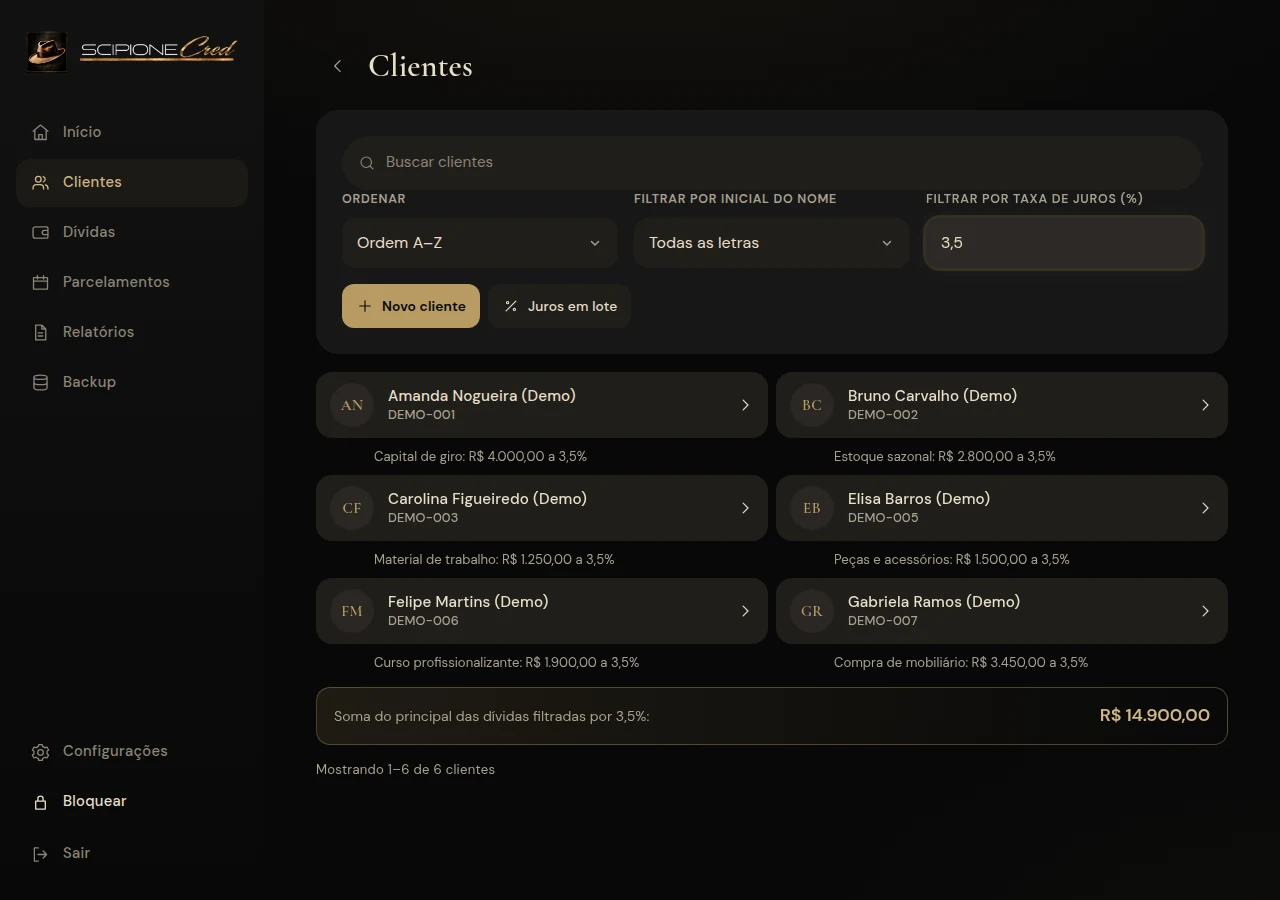 SCIPIONE Cred
Início
Clientes
Dívidas
Parcelamentos
Relatórios
Backup
Configurações
Bloquear
Sair
Clientes
Buscar clientes
ORDENAR
FILTRAR POR INICIAL DO NOME
FILTRAR POR TAXA DE JUROS (%)
Ordem A–Z
Todas as letras
3,5
Novo cliente
Juros em lote
AN
Amanda Nogueira (Demo)
DEMO-001
Capital de giro: R$ 4.000,00 a 3,5%
BC
Bruno Carvalho (Demo)
DEMO-002
Estoque sazonal: R$ 2.800,00 a 3,5%
CF
Carolina Figueiredo (Demo)
DEMO-003
Material de trabalho: R$ 1.250,00 a 3,5%
EB
Elisa Barros (Demo)
DEMO-005
Peças e acessórios: R$ 1.500,00 a 3,5%
FM
Felipe Martins (Demo)
DEMO-006
Curso profissionalizante: R$ 1.900,00 a 3,5%
GR
Gabriela Ramos (Demo)
DEMO-007
Compra de mobiliário: R$ 3.450,00 a 3,5%
Soma do principal das dívidas filtradas por 3,5%:
R$ 14.900,00
Mostrando 1–6 de 6 clientes